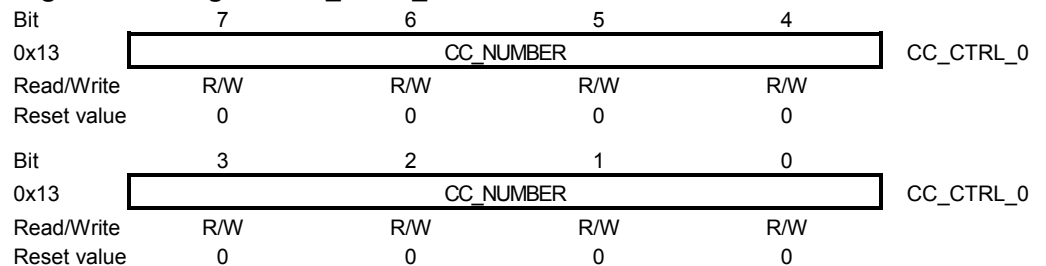 Bit 7 6 5 4
0x13 CC_NUMBER CC_CTRL_0
Read/Write R/W R/W R/W R/W
Reset value 0 0 0 0
Bit 3 2 1 0
0x13 CC_NUMBER CC_CTRL_0
Read/Write R/W R/W R/W R/W
Reset value 0 0 0 0